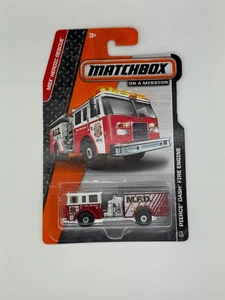 MBX HEROIC RESCUE
3+
MATCHBOX
ON A MISSION
M.F.D.
PIERCE DASH FIRE ENGINE